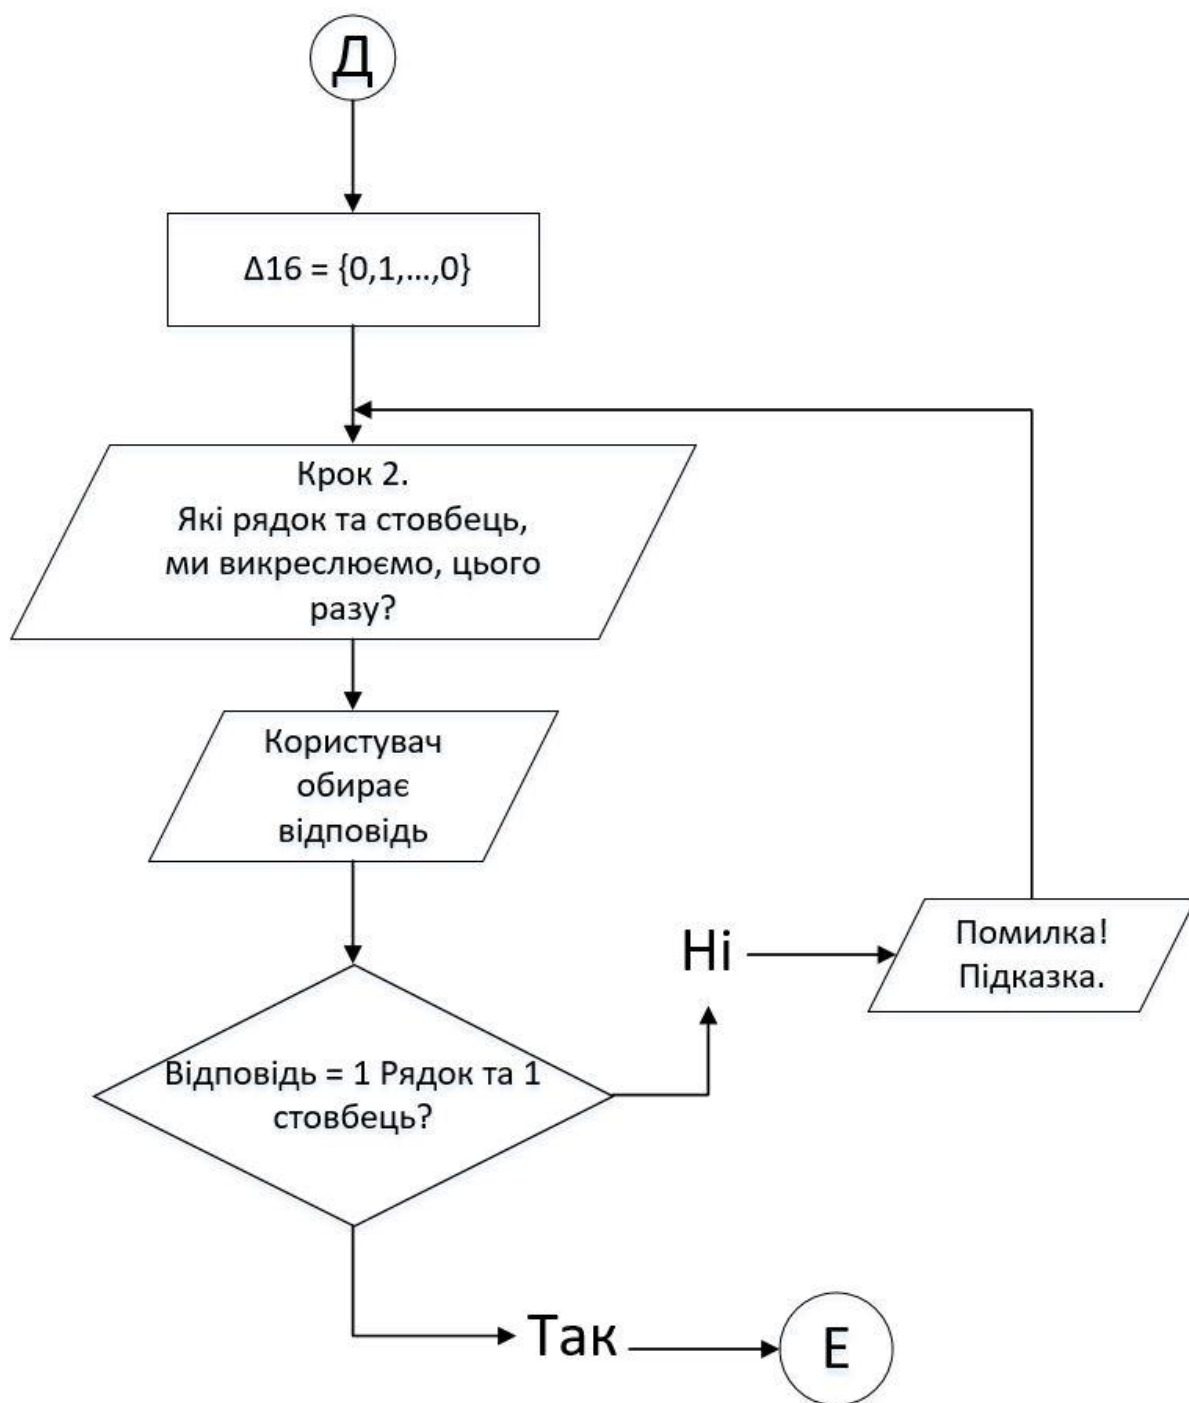 Д
Δ16 = {0,1,...,0}
Крок 2.
Які рядок та стовбець,
ми викреслюємо, цього
разу?
Користувач
обирає
відповідь
Ні
Помилка!
Підказка.
Відповідь = 1 Рядок та 1
стовбець?
Так
Е